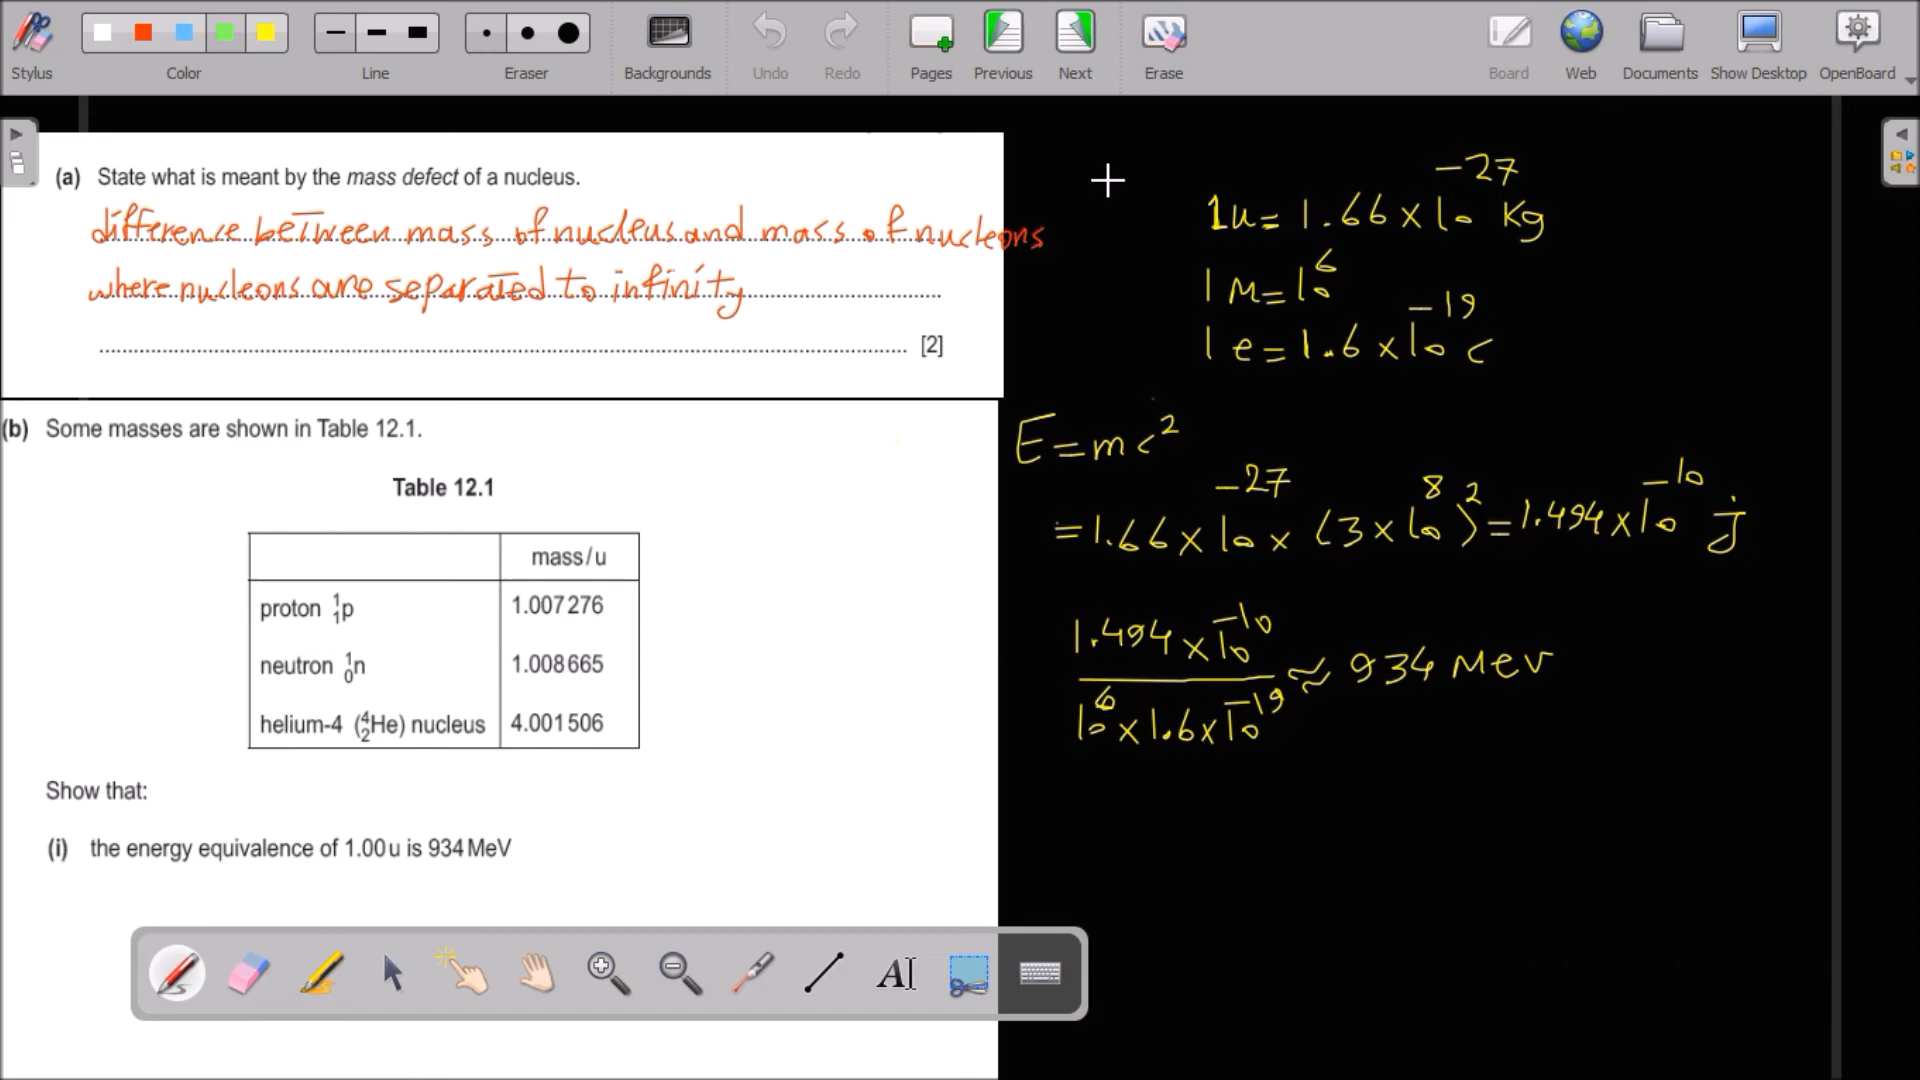 Stylus Color Line Eraser Backgrounds Undo Redo Pages Previous Next Erase Board Web Documents Show Desktop OpenBoard
(a) State what is meant by the mass defect of a nucleus.
difference between mass of nucleus and mass of nucleons
where nucleons are separated to infinity
[2]
(b) Some masses are shown in Table 12.1.
Table 12.1
mass/u
proton ¹₁p 1.007276
neutron ¹₀n 1.008665
helium-4 (⁴₂He) nucleus 4.001506
Show that:
(i) the energy equivalence of 1.00u is 934MeV
1u = 1.66 × 10⁻²⁷ Kg
1 M = 10⁶
1 e = 1.6 × 10⁻¹⁹ c
E = mc²
= 1.66 × 10⁻²⁷ × (3 × 10⁸)² = 1.494 × 10⁻¹⁰ j
1.494 × 10⁻¹⁰
≈ 934 MeV
10⁶ × 1.6 × 10⁻¹⁹
AI